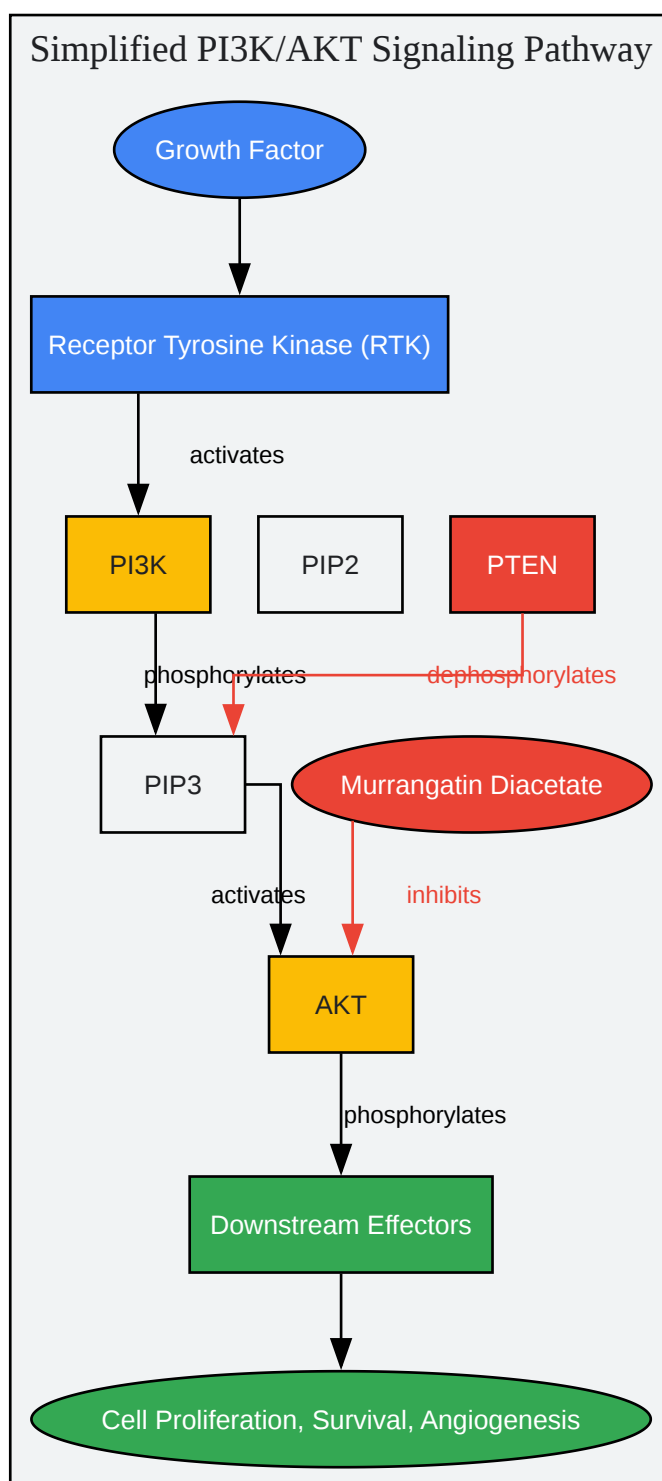 Simplified PI3K/AKT Signaling Pathway
Growth Factor
Receptor Tyrosine Kinase (RTK)
activates
PI3K
PIP2
PTEN
phosphorylates
dephosphorylates
PIP3
Murrangatin Diacetate
activates
inhibits
AKT
phosphorylates
Downstream Effectors
Cell Proliferation, Survival, Angiogenesis